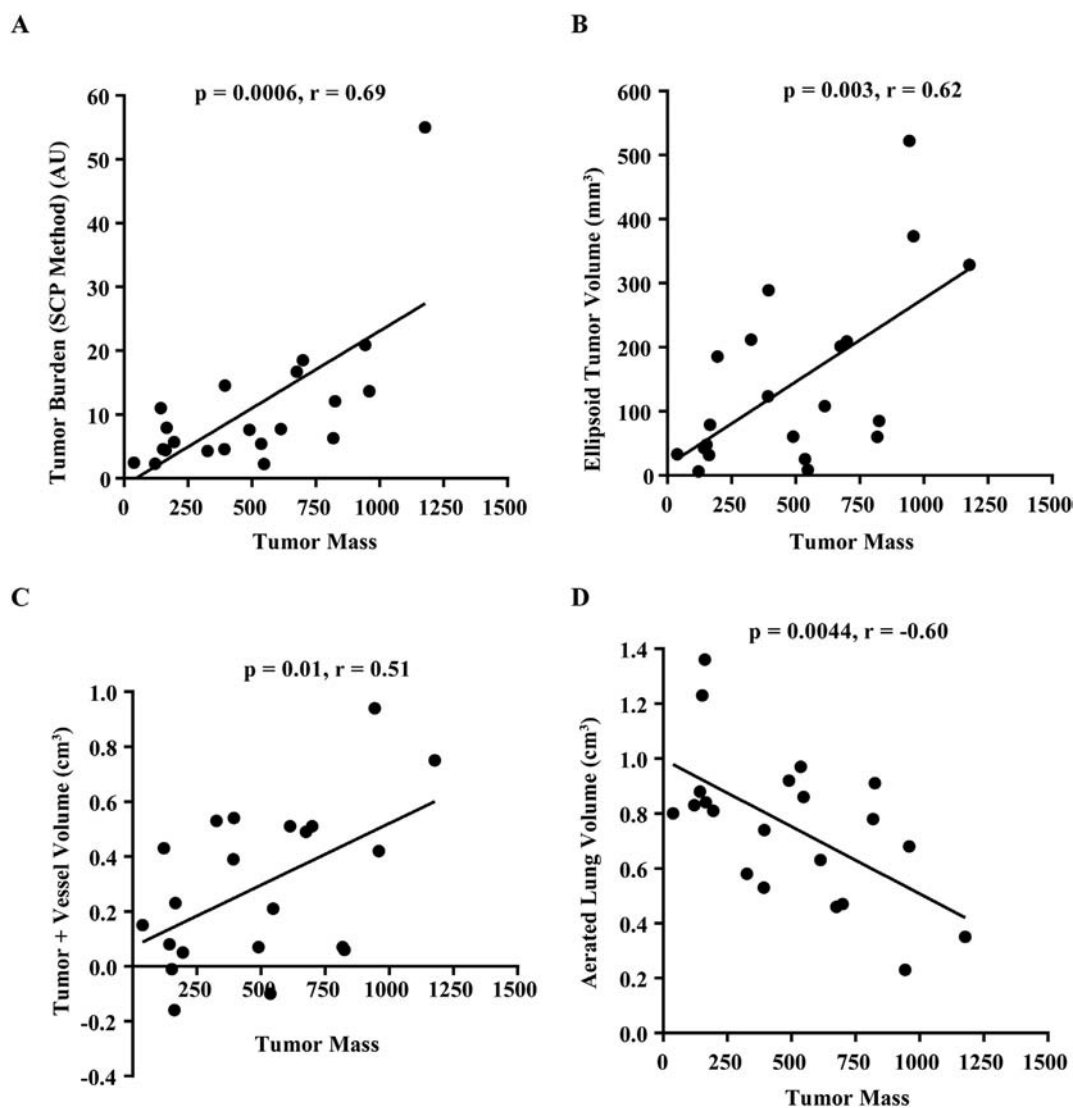 A
p = 0.0006, r = 0.69
Tumor Burden (SCP Method) (AU)
60
50
40
30
20
10
0
0 250 500 750 1000 1250 1500
Tumor Mass
B
p = 0.003, r = 0.62
Ellipsoid Tumor Volume (mm³)
600
500
400
300
200
100
0
0 250 500 750 1000 1250 1500
Tumor Mass
C
p = 0.01, r = 0.51
Tumor + Vessel Volume (cm³)
1.0
0.8
0.6
0.4
0.2
0.0
-0.2
-0.4
250 500 750 1000 1250 1500
Tumor Mass
D
p = 0.0044, r = -0.60
Aerated Lung Volume (cm³)
1.4
1.2
1.0
0.8
0.6
0.4
0.2
0.0
0 250 500 750 1000 1250 1500
Tumor Mass